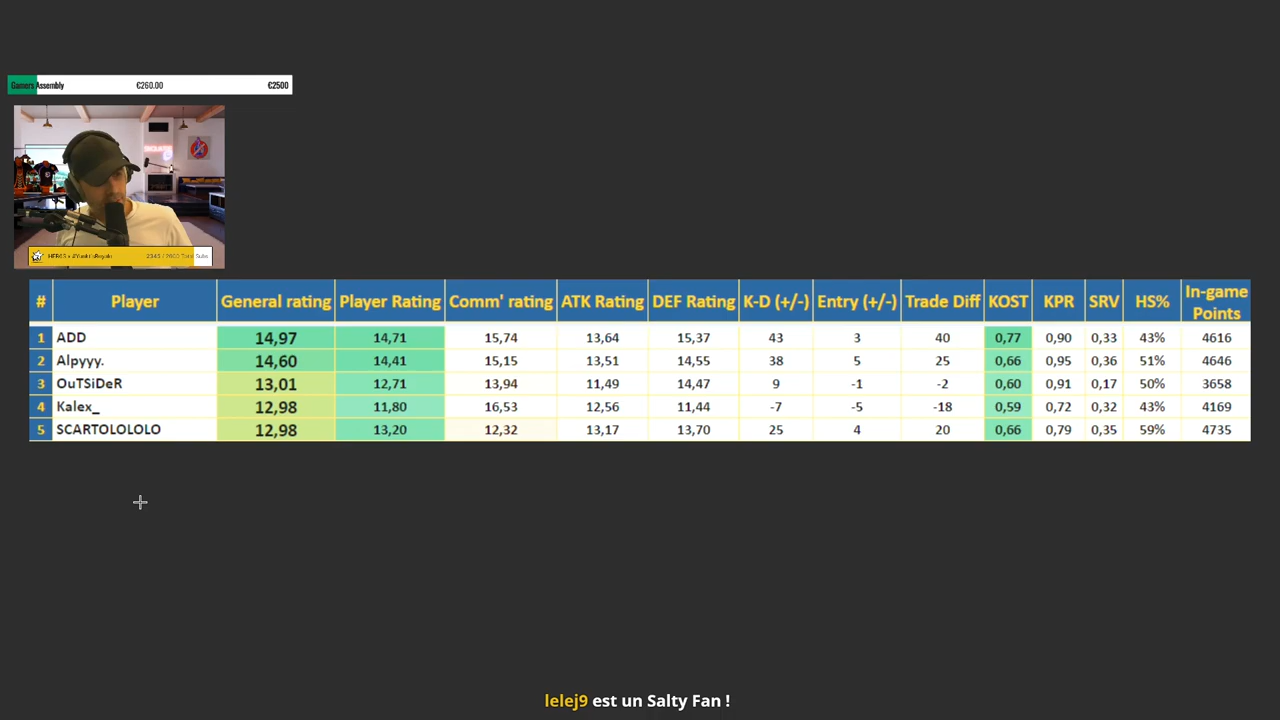 Gamers Assembly €260.00 €2500
# Player General rating Player Rating Comm' rating ATK Rating DEF Rating K-D (+/-) Entry (+/-) Trade Diff KOST KPR SRV HS% In-game Points
1 ADD 14,97 14,71 15,74 13,64 15,37 43 3 40 0,77 0,90 0,33 43% 4616
2 Alpyyy. 14,60 14,41 15,15 13,51 14,55 38 5 25 0,66 0,95 0,36 51% 4646
3 OuTSiDeR 13,01 12,71 13,94 11,49 14,47 9 -1 -2 0,60 0,91 0,17 50% 3658
4 Kalex_ 12,98 11,80 16,53 12,56 11,44 -7 -5 -18 0,59 0,72 0,32 43% 4169
5 SCARTOLOLOLO 12,98 13,20 12,32 13,17 13,70 25 4 20 0,66 0,79 0,35 59% 4735
lelej9 est un Salty Fan !